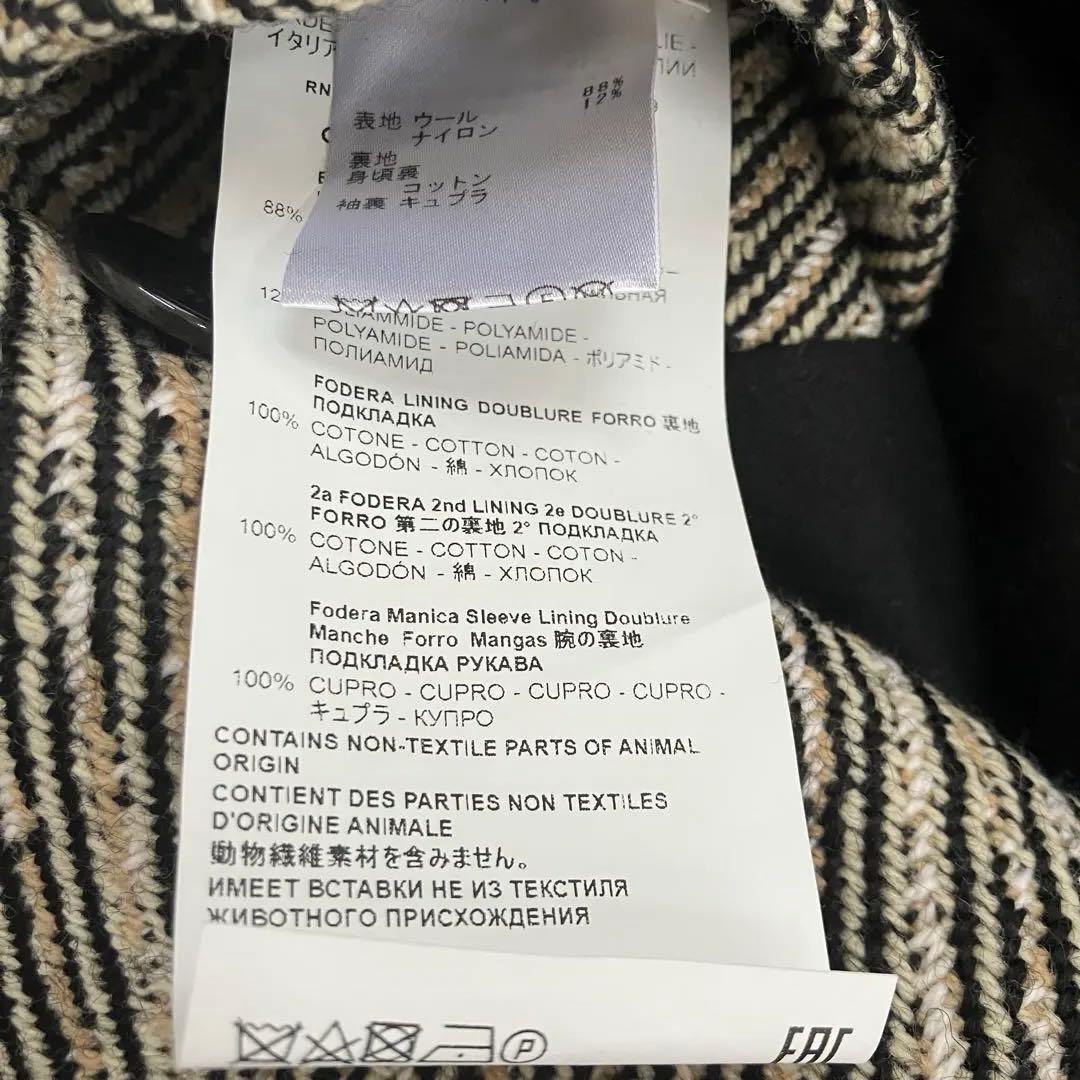 イタリア
RN
88%
12%
表地 ウール
ナイロン
裏地
身頃裏
コットン
袖裏 キュプラ
88%
12
POLYAMIDE -
POLYAMIDE - POLIAMIDA - ポリアミド -
ПОЛИАМИД
FODERA LINING DOUBLURE FORRO 裏地
ПОДКЛАДКА
100% COTONE - COTTON - COTON -
ALGODÓN - 綿 - ХЛОПОК
2a FODERA 2nd LINING 2e DOUBLURE 2°
FORRO 第二の裏地 2° ПОДКЛАДКА
100% COTONE - COTTON - COTON -
ALGODÓN - 綿 - ХЛОПОК
Fodera Manica Sleeve Lining Doublure
Manche Forro Mangas 腕の裏地
ПОДКЛАДКА РУКАВА
100% CUPRO - CUPRO - CUPRO - CUPRO -
キュプラ - КУПРО
CONTAINS NON-TEXTILE PARTS OF ANIMAL
ORIGIN
CONTIENT DES PARTIES NON TEXTILES
D'ORIGINE ANIMALE
動物繊維素材を含みません。
ИМЕЕТ ВСТАВКИ НЕ ИЗ ТЕКСТИЛЯ
ЖИВОТНОГО ПРИСХОЖДЕНИЯ
P
EAC